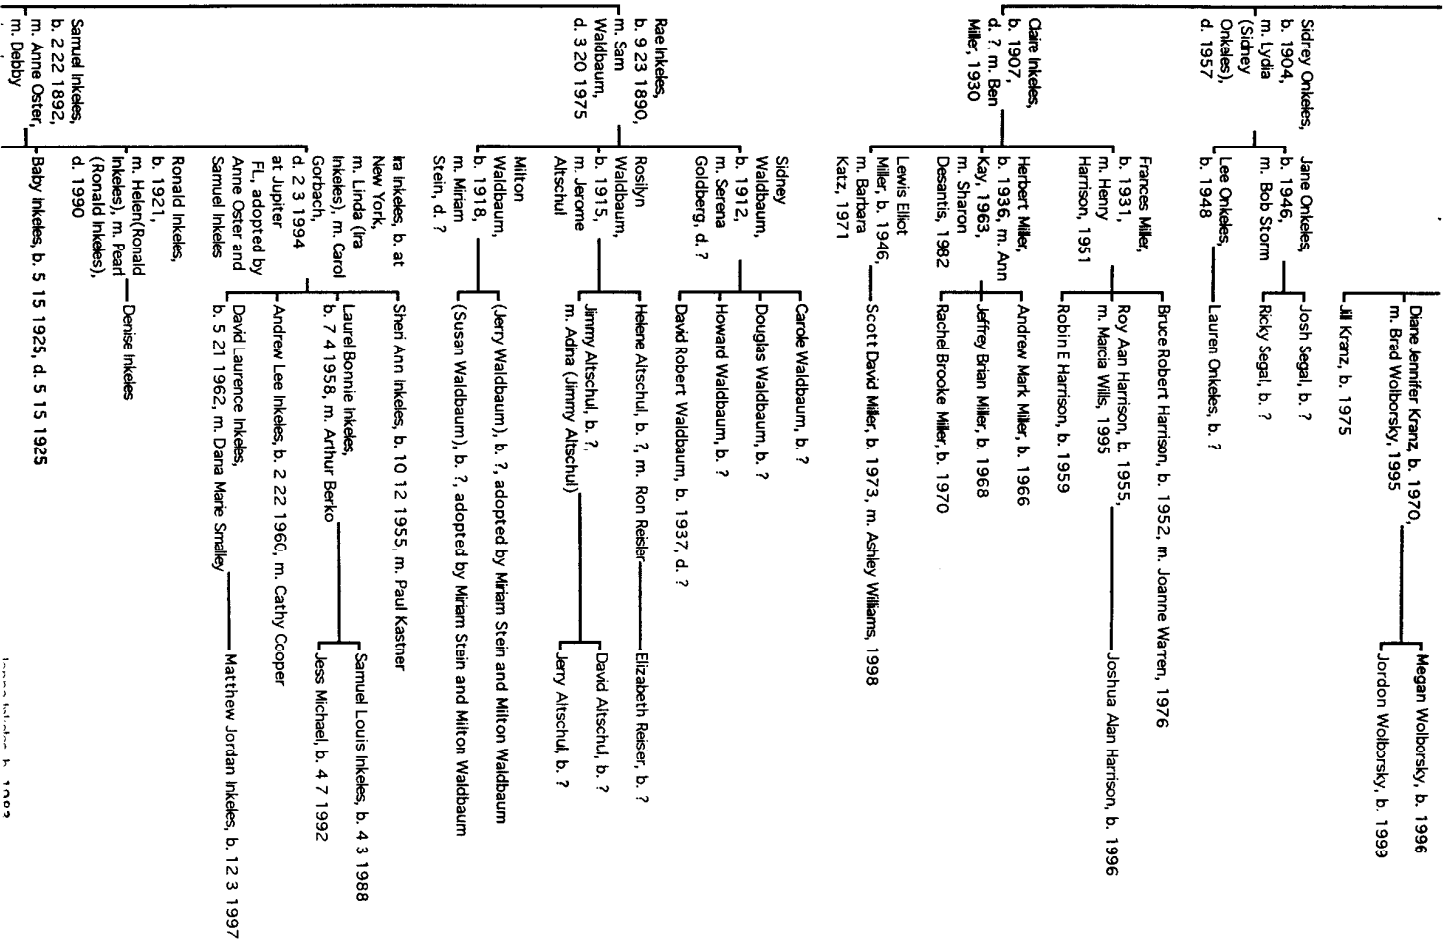 Diane Jennifer Kranz, b. 1970,
m. Brad Wolborsky, 1995
Megan Wolborsky, b. 1996
Jordon Wolborsky, b. 1999
Jill Kranz, b. 1975
Sidney Onkeles,
b. 1904,
m. Lydia
(Sidney
Onkeles),
d. 1957
Jane Onkeles,
b. 1946,
m. Bob Storm
Josh Segal, b. ?
Ricky Segal, b. ?
Lee Onkeles,
b. 1948
Lauren Onkeles, b. ?
Claire Inkeles,
b. 1907,
d. ?, m. Ben
Miller, 1930
Frances Miller,
b. 1931,
m. Henry
Harrison, 1951
Bruce Robert Harrison, b. 1952, m. Joanne Warren, 1976
Roy Aan Harrison, b. 1955,
m. Marcia Wills, 1995
Joshua Alan Harrison, b. 1996
Robin E Harrison, b. 1959
Herbert Miller,
b. 1936, m. Ann
Kay, 1963,
m. Sharon
Desantis, 1982
Andrew Mark Miller, b. 1966
Jeffrey Brian Miller, b. 1968
Rachel Brooke Miller, b. 1970
Lewis Elliot
Miller, b. 1946,
m. Barbara
Katz, 1971
Scott David Miller, b. 1973, m. Ashley Williams, 1998
Rae Inkeles,
b. 9 23 1890,
m. Sam
Waldbaum,
d. 3 20 1975
Sidney
Waldbaum,
b. 1912,
m. Serena
Goldberg, d. ?
Carole Waldbaum, b. ?
Douglas Waldbaum, b. ?
Howard Waldbaum, b. ?
David Robert Waldbaum, b. 1937, d. ?
Rosilyn
Waldbaum,
b. 1915,
m. Jerome
Altschul
Helene Altschul, b. ?, m. Ron Reisler
Elizabeth Reiser, b. ?
Jimmy Altschul, b. ?,
m. Adina (Jimmy Altschul)
David Altschul, b. ?
Jerry Altschul, b. ?
Milton
Waldbaum,
b. 1918,
m. Miriam
Stein, d. ?
(Jerry Waldbaum), b. ?, adopted by Miriam Stein and Milton Waldbaum
(Susan Waldbaum), b. ?, adopted by Miriam Stein and Milton Waldbaum
Samuel Inkeles,
b. 2 22 1892,
m. Anne Oster,
m. Debby
Ira Inkeles, b. at
New York,
m. Linda (Ira
Inkeles), m. Carol
Gorbach,
d. 2 3 1994
at Jupiter
FL, adopted by
Anne Oster and
Samuel Inkeles
Sheri Ann Inkeles, b. 10 12 1955, m. Paul Kastner
Laurel Bonnie Inkeles,
b. 7 4 1958, m. Arthur Berko
Samuel Louis Inkeles, b. 4 3 1988
Jess Michael, b. 4 7 1992
Andrew Lee Inkeles, b. 2 22 1960, m. Cathy Cooper
David Laurence Inkeles,
b. 5 21 1962, m. Dana Marie Smalley
Matthew Jordan Inkeles, b. 12 3 1997
Ronald Inkeles,
b. 1921,
m. Helen(Ronald
Inkeles), m. Pearl
(Ronald Inkeles),
d. 1990
Denise Inkeles
Baby Inkeles, b. 5 15 1925, d. 5 15 1925